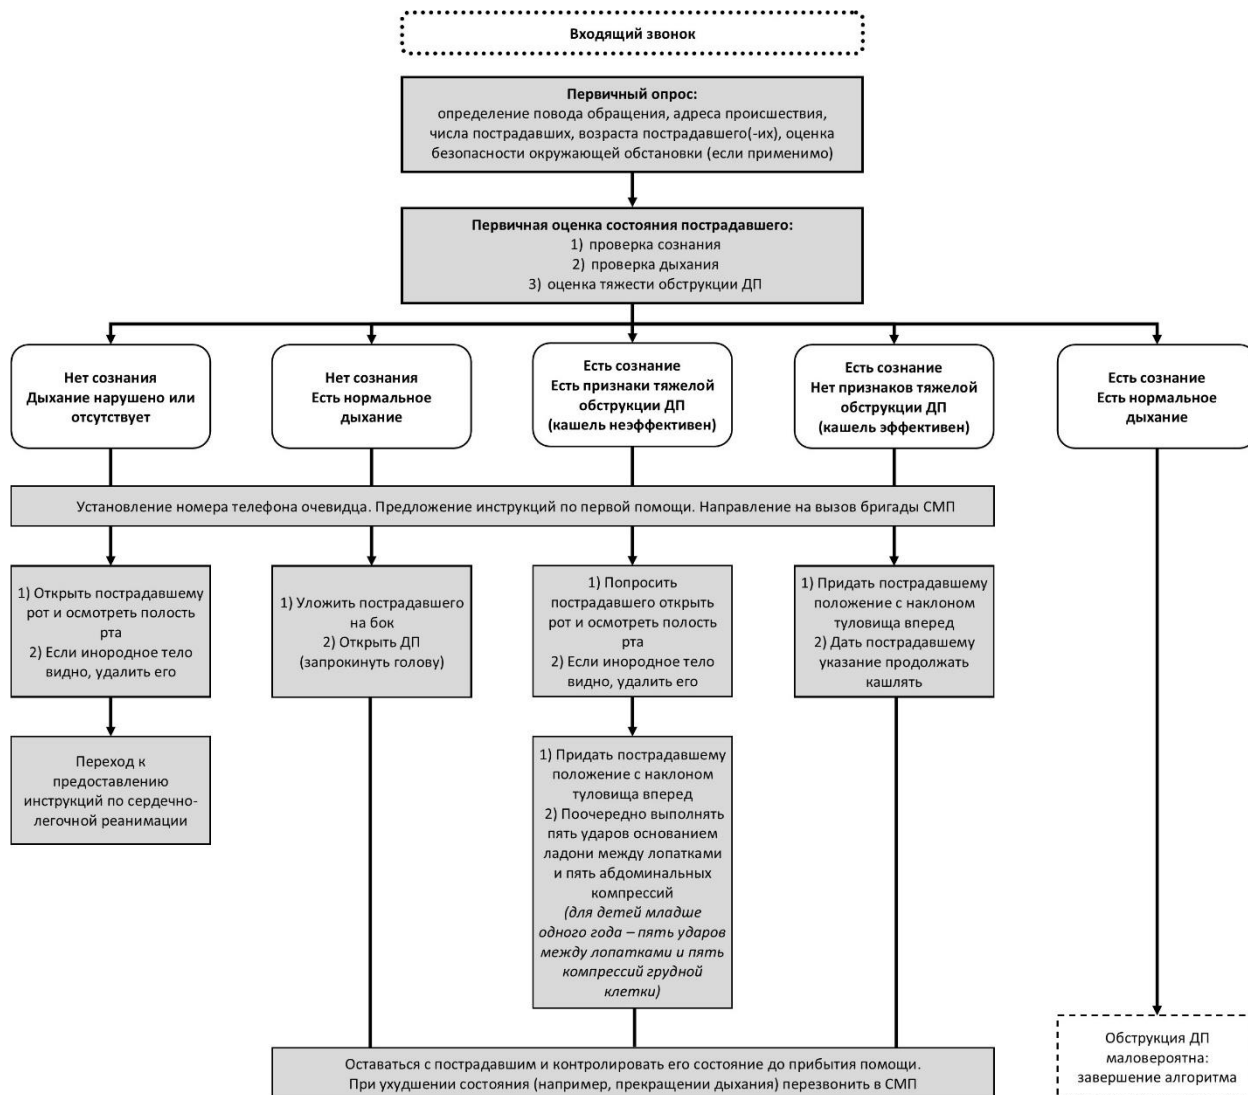 Входящий звонок
Первичный опрос:
определение повода обращения, адреса происшествия,
числа пострадавших, возраста пострадавшего(-их), оценка
безопасности окружающей обстановки (если применимо)
Первичная оценка состояния пострадавшего:
1) проверка сознания
2) проверка дыхания
3) оценка тяжести обструкции ДП
Нет сознания
Дыхание нарушено или
отсутствует
Нет сознания
Есть нормальное
дыхание
Есть сознание
Есть признаки тяжелой
обструкции ДП
(кашель неэффективен)
Есть сознание
Нет признаков тяжелой
обструкции ДП
(кашель эффективен)
Есть сознание
Есть нормальное
дыхание
Установление номера телефона очевидца. Предложение инструкций по первой помощи. Направление на вызов бригады СМП
1) Открыть пострадавшему
рот и осмотреть полость
рта
2) Если инородное тело
видно, удалить его
1) Уложить пострадавшего
на бок
2) Открыть ДП
(запрокинуть голову)
1) Попросить
пострадавшего открыть
рот и осмотреть полость
рта
2) Если инородное тело
видно, удалить его
1) Придать пострадавшему
положение с наклоном
туловища вперед
2) Дать пострадавшему
указание продолжать
кашлять
Переход к
предоставлению
инструкций по сердечно-
легочной реанимации
1) Придать пострадавшему
положение с наклоном
туловища вперед
2) Поочередно выполнять
пять ударов основанием
ладони между лопатками
и пять абдоминальных
компрессий
(для детей младше
одного года – пять ударов
между лопатками и пять
компрессий грудной
клетки)
Оставаться с пострадавшим и контролировать его состояние до прибытия помощи.
При ухудшении состояния (например, прекращении дыхания) перезвонить в СМП
Обструкция ДП
маловероятна:
завершение алгоритма